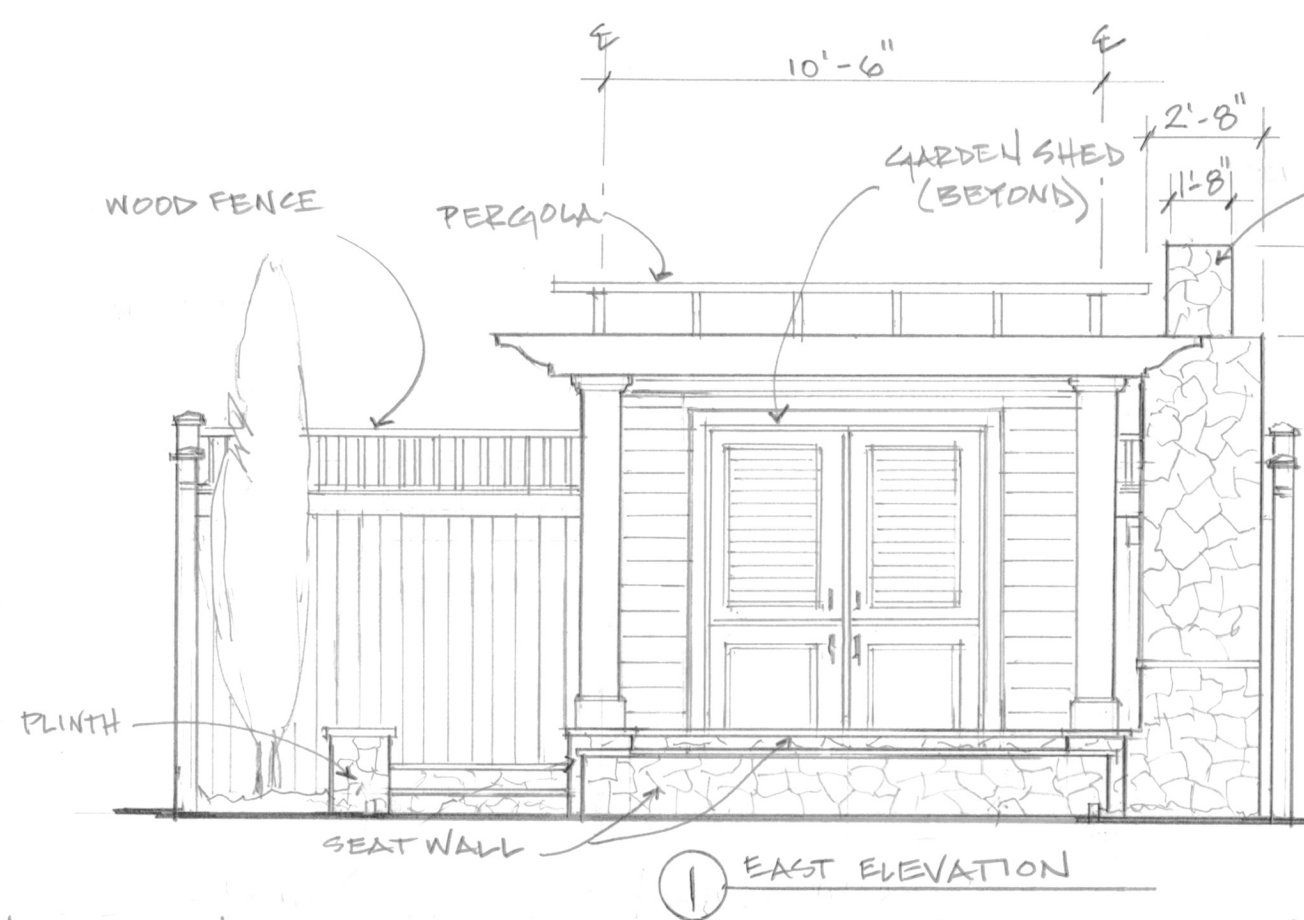 ℄ ℄
10'-6"
2'-8"
1'-8"
GARDEN SHED
(BEYOND)
WOOD FENCE
PERGOLA
PLINTH
SEAT WALL
1 EAST ELEVATION